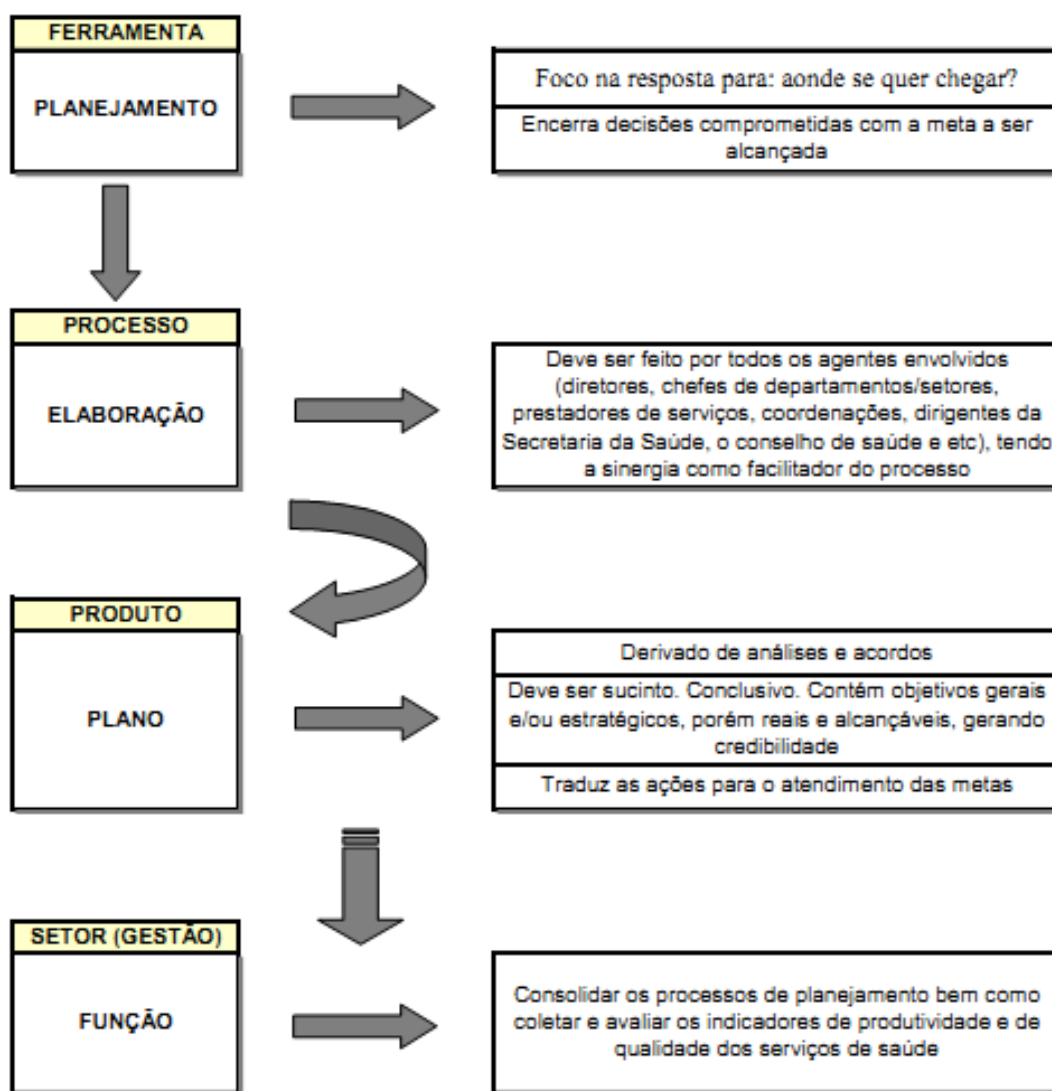 FERRAMENTA
PLANEJAMENTO
Foco na resposta para: aonde se quer chegar?
Encerra decisões comprometidas com a meta a ser
alcançada
PROCESSO
ELABORAÇÃO
Deve ser feito por todos os agentes envolvidos
(diretores, chefes de departamentos/setores,
prestadores de serviços, coordenações, dirigentes da
Secretaria da Saúde, o conselho de saúde e etc), tendo
a sinergia como facilitador do processo
PRODUTO
PLANO
Derivado de análises e acordos
Deve ser sucinto. Conclusivo. Contém objetivos gerais
e/ou estratégicos, porém reais e alcançáveis, gerando
credibilidade
Traduz as ações para o atendimento das metas
SETOR (GESTÃO)
FUNÇÃO
Consolidar os processos de planejamento bem como
coletar e avaliar os indicadores de produtividade e de
qualidade dos serviços de saúde